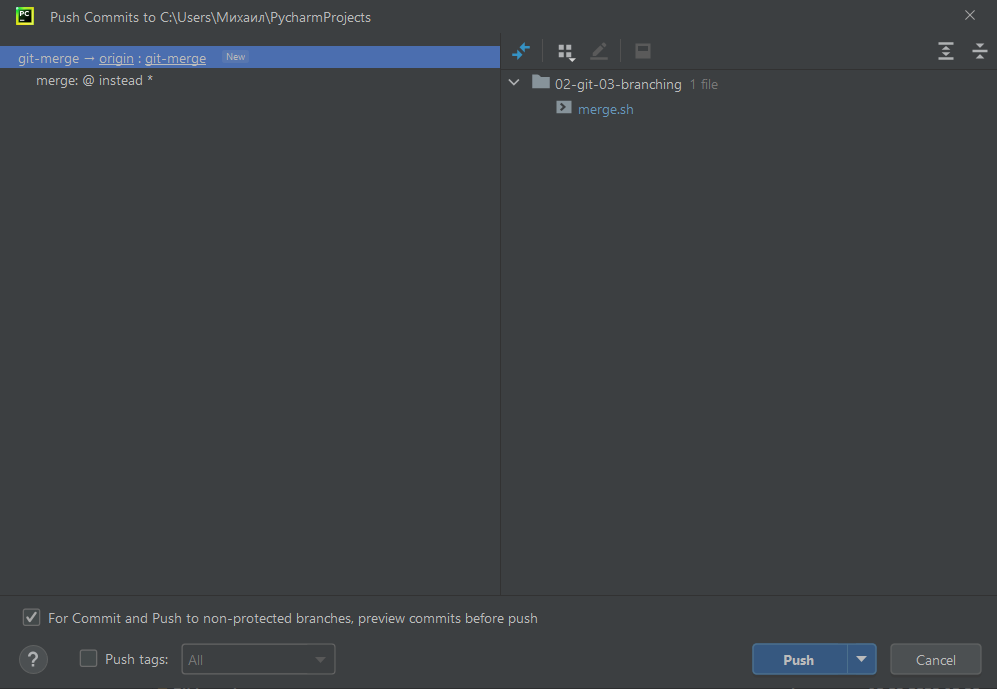 PC
Push Commits to C:\Users\Михаил\PycharmProjects
git-merge → origin : git-merge New
merge: @ instead *
02-git-03-branching 1 file
merge.sh
For Commit and Push to non-protected branches, preview commits before push
? Push tags: All Push Cancel